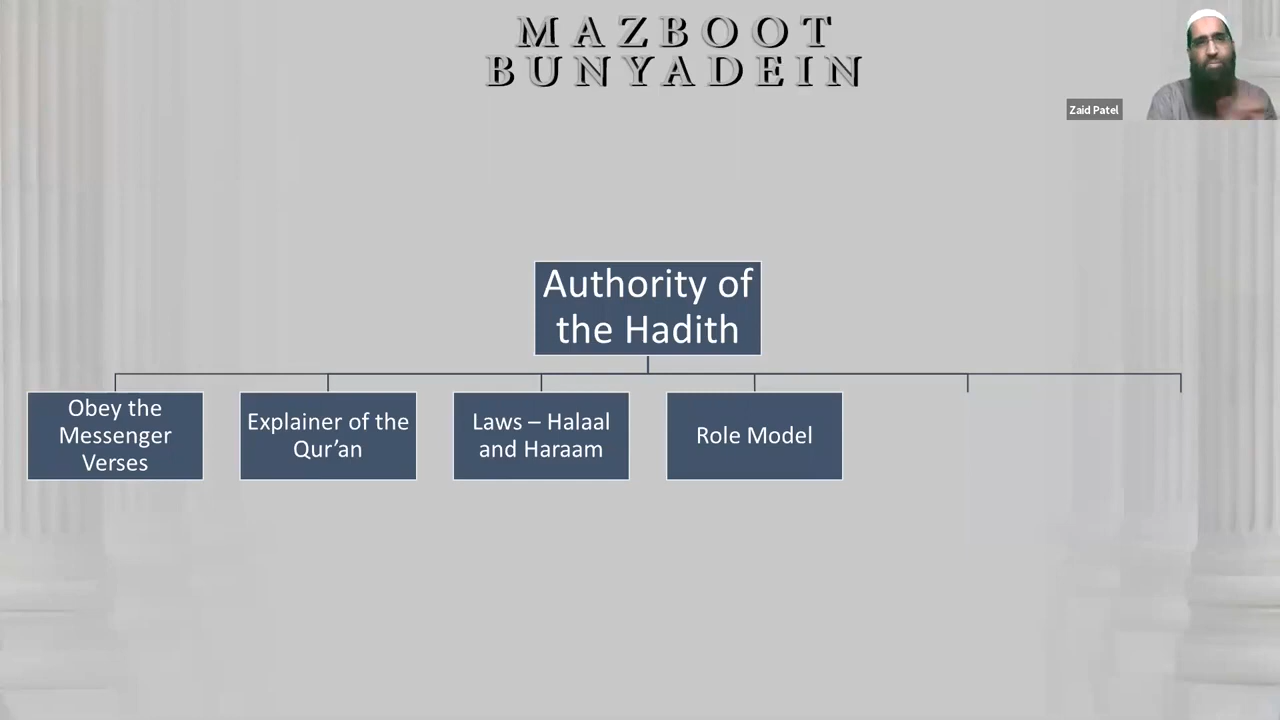 MAZBOOT
BUNYADEIN
Zaid Patel
Authority of
the Hadith
Obey the
Messenger
Verses
Explainer of the
Qur’an
Laws – Halaal
and Haraam
Role Model